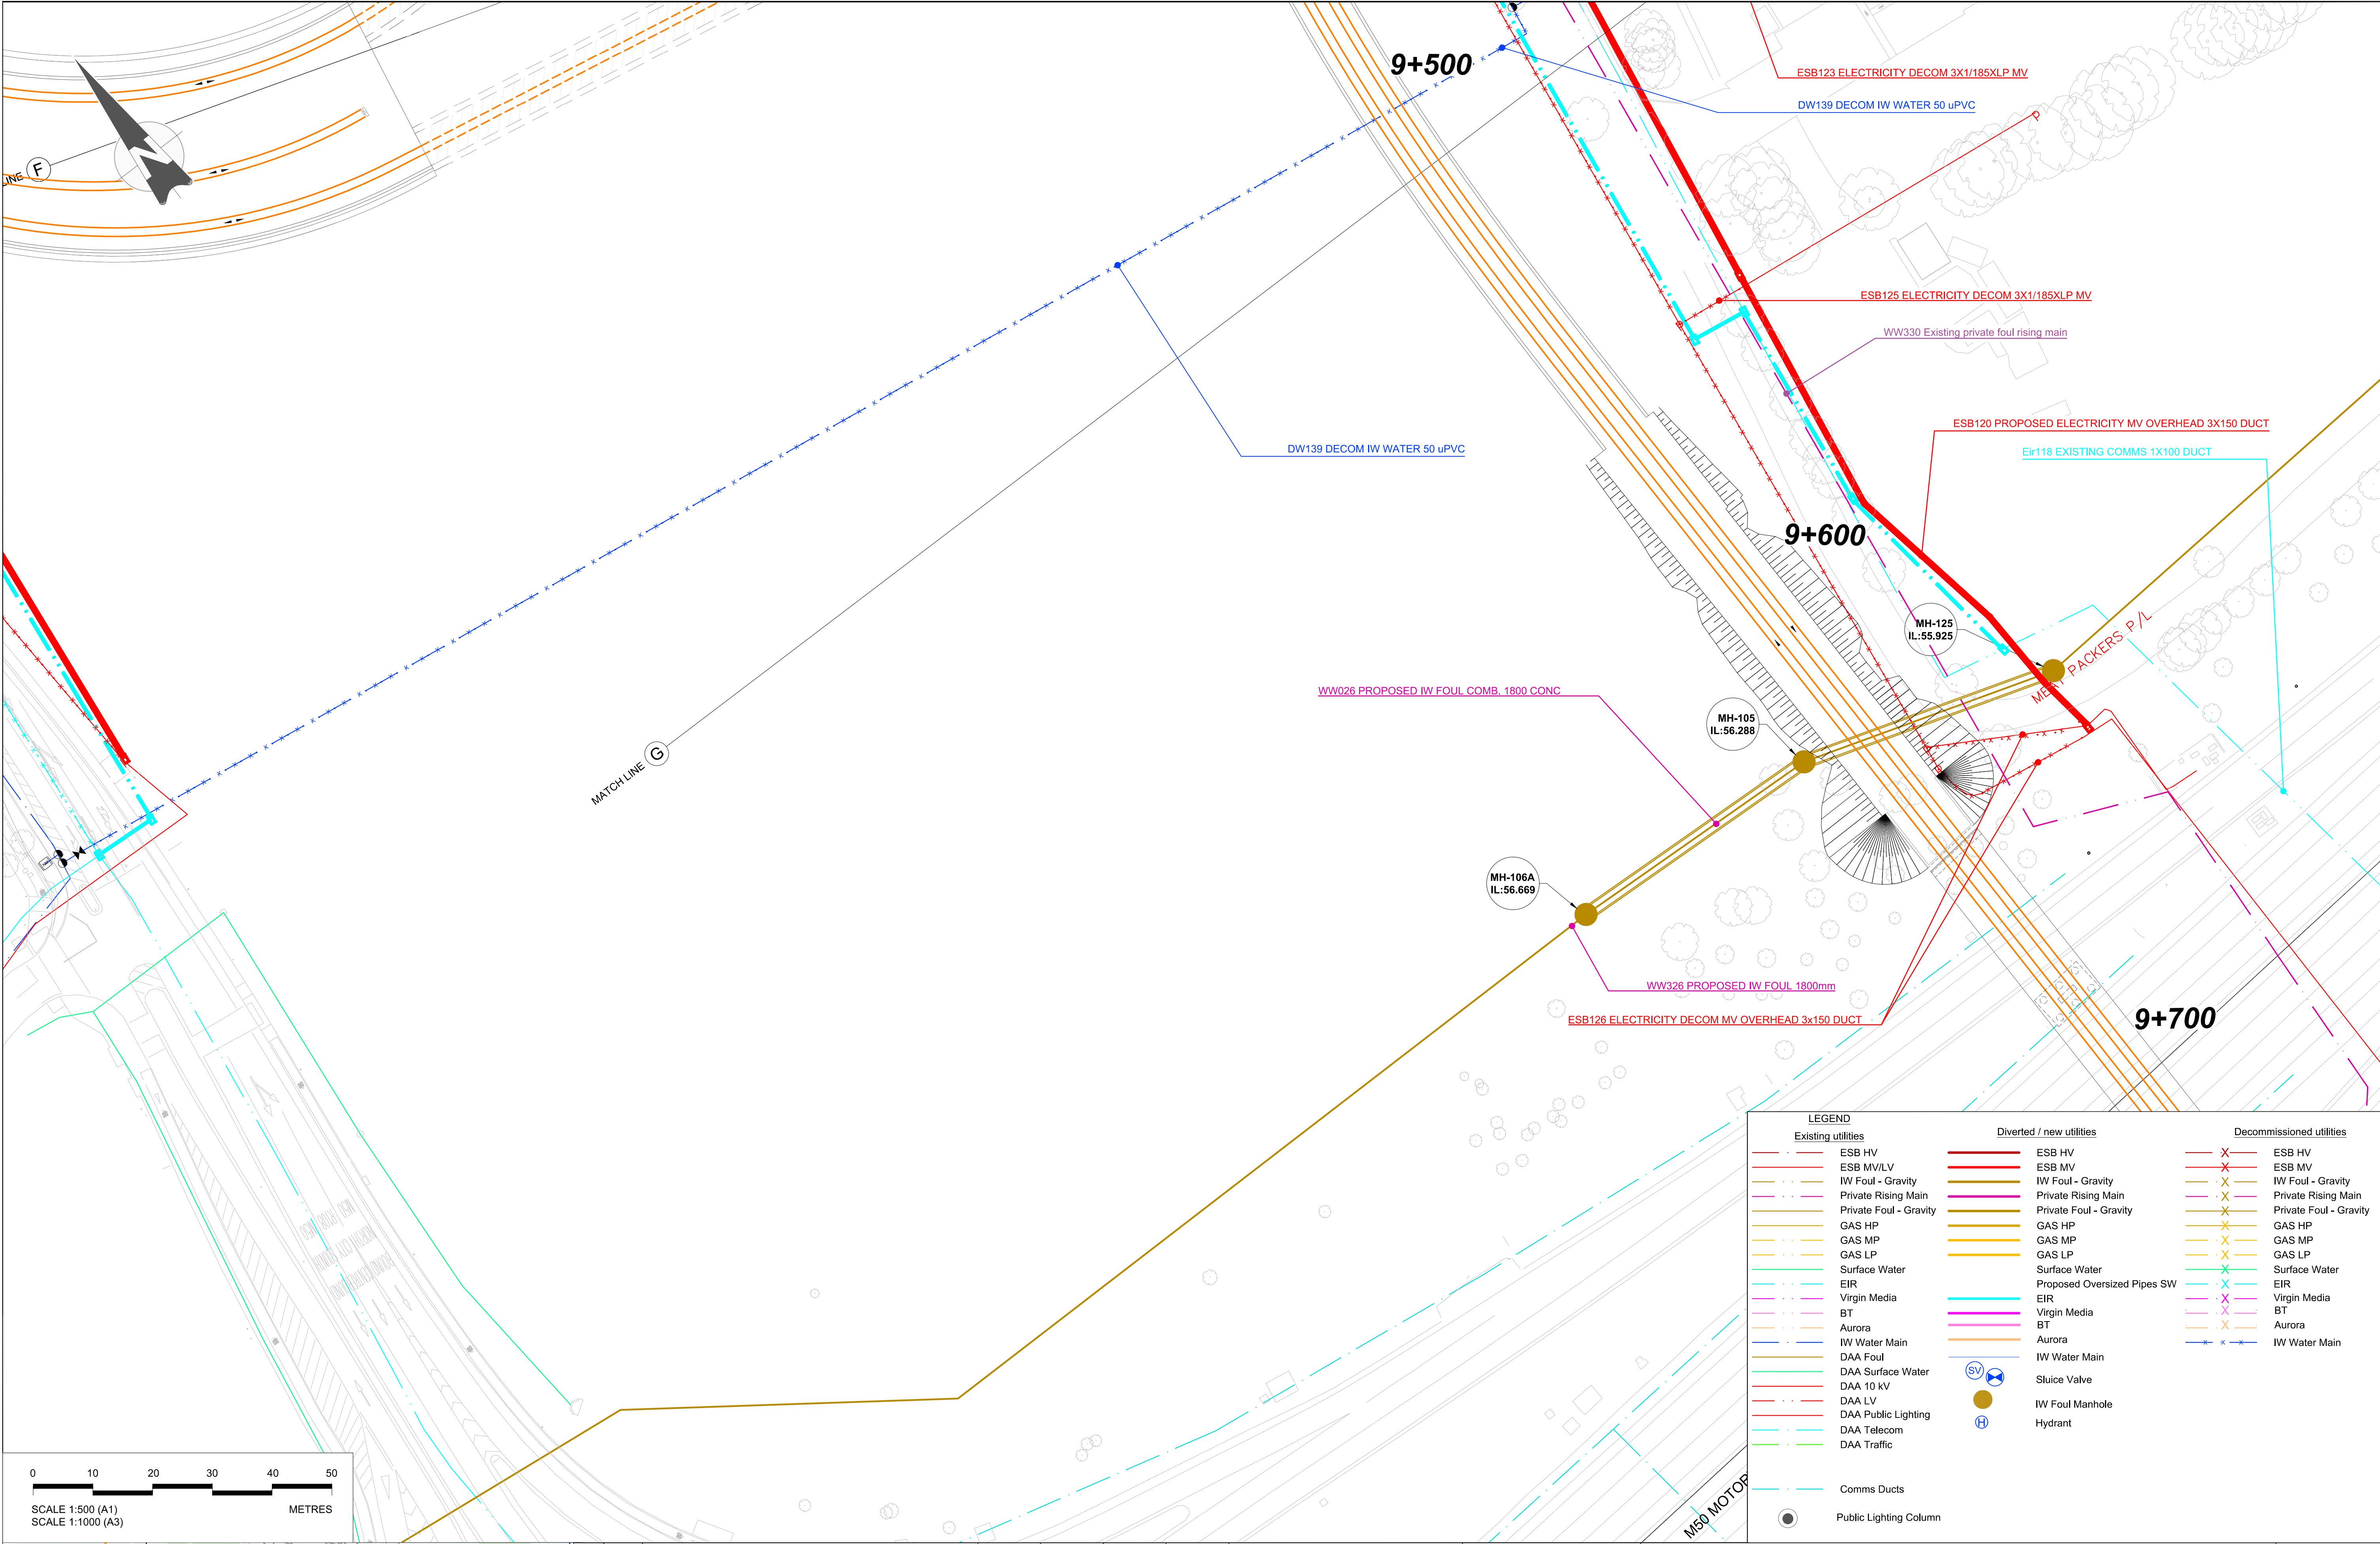 9+500
ESB123 ELECTRICITY DECOM 3X1/185XLP MV
DW139 DECOM IW WATER 50 uPVC
LINE F
N
ESB125 ELECTRICITY DECOM 3X1/185XLP MV
WW330 Existing private foul rising main
ESB120 PROPOSED ELECTRICITY MV OVERHEAD 3X150 DUCT
DW139 DECOM IW WATER 50 uPVC
Eir118 EXISTING COMMS 1X100 DUCT
9+600
MH-125
IL:55.925
MEAT PACKERS P/L
WW026 PROPOSED IW FOUL COMB, 1800 CONC
MH-105
IL:56.288
MATCH LINE G
MH-106A
IL:56.669
WW326 PROPOSED IW FOUL 1800mm
ESB126 ELECTRICITY DECOM MV OVERHEAD 3x150 DUCT
9+700
M50 MOTOR
LEGEND
Existing utilities
ESB HV
ESB MV/LV
IW Foul - Gravity
Private Rising Main
Private Foul - Gravity
GAS HP
GAS MP
GAS LP
Surface Water
EIR
Virgin Media
BT
Aurora
IW Water Main
DAA Foul
DAA Surface Water
DAA 10 kV
DAA LV
DAA Public Lighting
DAA Telecom
DAA Traffic
Comms Ducts
Public Lighting Column
Diverted / new utilities
ESB HV
ESB MV
IW Foul - Gravity
Private Rising Main
Private Foul - Gravity
GAS HP
GAS MP
GAS LP
Surface Water
Proposed Oversized Pipes SW
EIR
Virgin Media
BT
Aurora
IW Water Main
SV Sluice Valve
IW Foul Manhole
H Hydrant
Decommissioned utilities
ESB HV
ESB MV
IW Foul - Gravity
Private Rising Main
Private Foul - Gravity
GAS HP
GAS MP
GAS LP
Surface Water
EIR
Virgin Media
BT
Aurora
IW Water Main
0 10 20 30 40 50
SCALE 1:500 (A1) METRES
SCALE 1:1000 (A3)